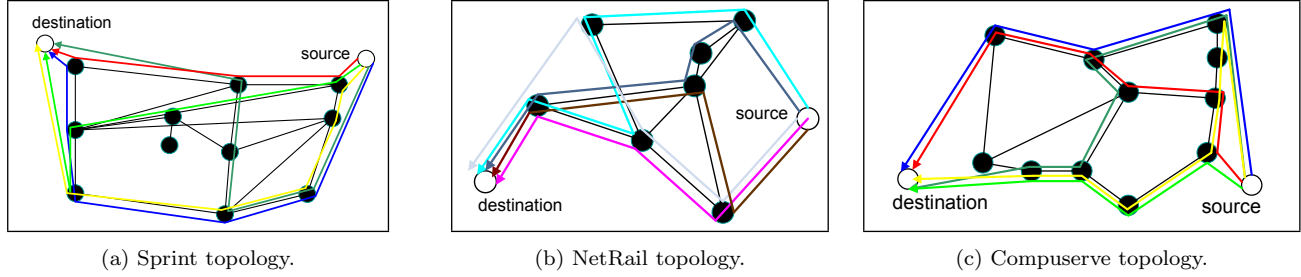 destination
source
(a) Sprint topology.
source
destination
(b) NetRail topology.
destination
source
(c) Compuserve topology.